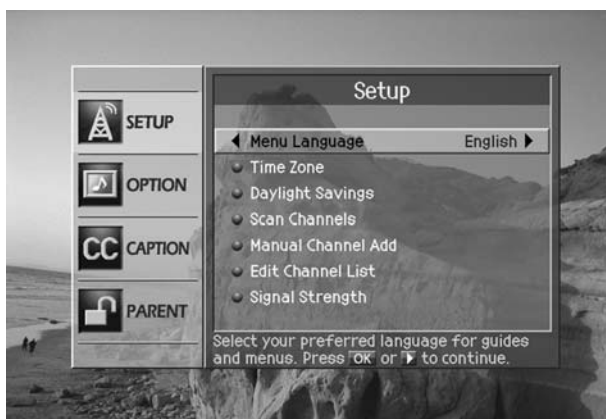 SETUP
OPTION
CC CAPTION
PARENT
Setup
Menu Language English
Time Zone
Daylight Savings
Scan Channels
Manual Channel Add
Edit Channel List
Signal Strength
Select your preferred language for guides
and menus. Press OK or to continue.